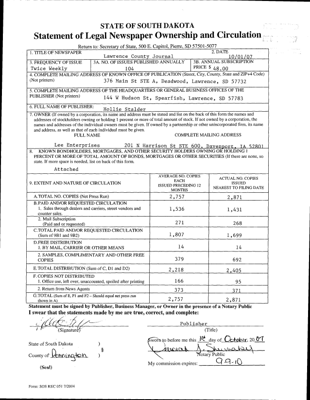 STATE OF SOUTH DAKOTA
Statement of Legal Newspaper Ownership and Circulation
Return to: Secretary of State, 500 E. Capitol, Pierre, SD 57501-5077
1. TITLE OF NEWSPAPER
Lawrence County Journal
2. DATE
10/01/07
3. FREQUENCY OF ISSUE
Twice Weekly
3A. NO. OF ISSUES PUBLISHED ANNUALLY
104
3B. ANNUAL SUBSCRIPTION
PRICE $ 48.00
4. COMPLETE MAILING ADDRESS OF KNOWN OFFICE OF PUBLICATION (Street, City, County, State and ZIP+4 Code)
(Not printers)
376 Main St STE A, Deadwood, Lawrence, SD 57732
5. COMPLETE MAILING ADDRESS OF THE HEADQUARTERS OR GENERAL BUSINESS OFFICES OF THE
PUBLISHER (Not printers)
144 W Hudson St, Spearfish, Lawrence, SD 57783
6. FULL NAME OF PUBLISHER:
7. OWNER (If owned by a corporation, its name and address must be stated and list on the back of this form the names and
addresses of stockholders owning or holding 1 percent or more of total amount of stock. If not owned by a corporation, the
names and addresses of the individual owners must be given. If owned by a partnership or other unincorporated firm, its name
and address, as well as that of each individual must be given.
FULL NAME COMPLETE MAILING ADDRESS
Lee Enterprises 201 N Harrison St STE 600, Davenport, IA 52801
8. KNOWN BONDHOLDERS, MORTGAGES, AND OTHER SECURITY HOLDERS OWNING OR HOLDING 1
PERCENT OR MORE OF TOTAL AMOUNT OF BONDS, MORTGAGES OR OTHER SECURITIES (If there are none, so
state. If more space is needed, list on back of this form.
Attached
9. EXTENT AND NATURE OF CIRCULATION
AVERAGE NO. COPIES
EACH
ISSUED PRECEDING 12
MONTHS
ACTUAL NO. COPIES
ISSUED
NEAREST TO FILING DATE
A. TOTAL NO. COPIES (Net Press Run) 2,757 2,871
B. PAID AND/OR REQUESTED CIRCULATION
1. Sales through dealers and carriers, street vendors and
counter sales. 1,536 1,431
2. Mail Subscription
(Paid and or requested) 271 268
C. TOTAL PAID AND/OR REQUESTED CIRCULATION
(Sum of 9B1 and 9B2) 1,807 1,699
D. FREE DISTRIBUTION
1. BY MAIL, CARRIER OR OTHER MEANS 14 14
2. SAMPLES, COMPLIMENTARY AND OTHER FREE
COPIES 379 692
E. TOTAL DISTRIBUTION (Sum of C, D1 and D2) 2,218 2,405
F. COPIES NOT DISTRIBUTED
1. Office use, left over, unaccounted, spoiled after printing 166 95
2. Return from News Agents 373 371
G. TOTAL (Sum of E, F1 and F2 - Should equal net press run
shown in A) 2,757 2,871
Statement must be signed by Publisher, Business Manager, or Owner in the presence of a Notary Public
I swear that the statements made by me are true, correct, and complete:
(Signed)
Publisher
(Title)
State of South Dakota )
§
County of Pennington )
(Seal)
Sworn to before me this 1st day of October, 20 07
Notary Public
My commission expires: 9-9-10